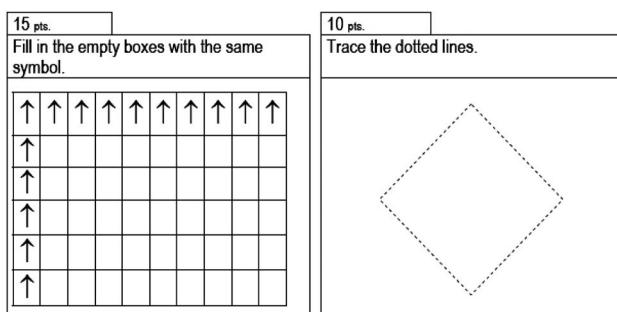 15 pts.
Fill in the empty boxes with the same
symbol.
10 pts.
Trace the dotted lines.